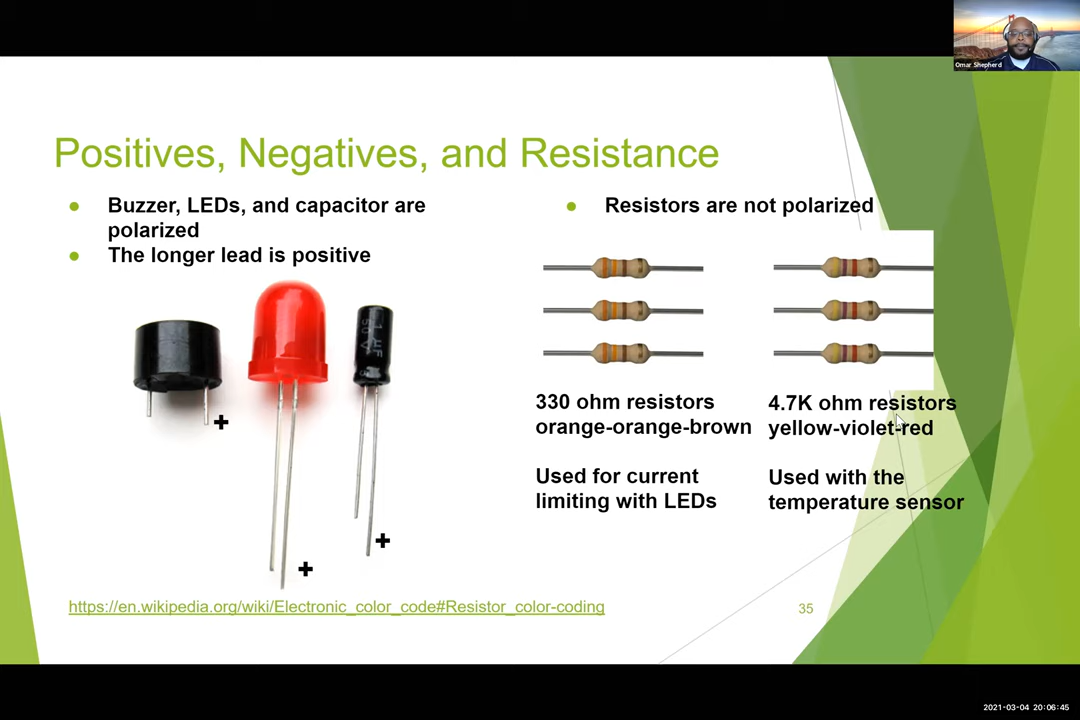 Omar Shepherd
Positives, Negatives, and Resistance
● Buzzer, LEDs, and capacitor are
polarized
● The longer lead is positive
+
+
+
● Resistors are not polarized
330 ohm resistors
orange-orange-brown
Used for current
limiting with LEDs
4.7K ohm resistors
yellow-violet-red
Used with the
temperature sensor
https://en.wikipedia.org/wiki/Electronic_color_code#Resistor_color-coding
35
2021-03-04 20:06:45